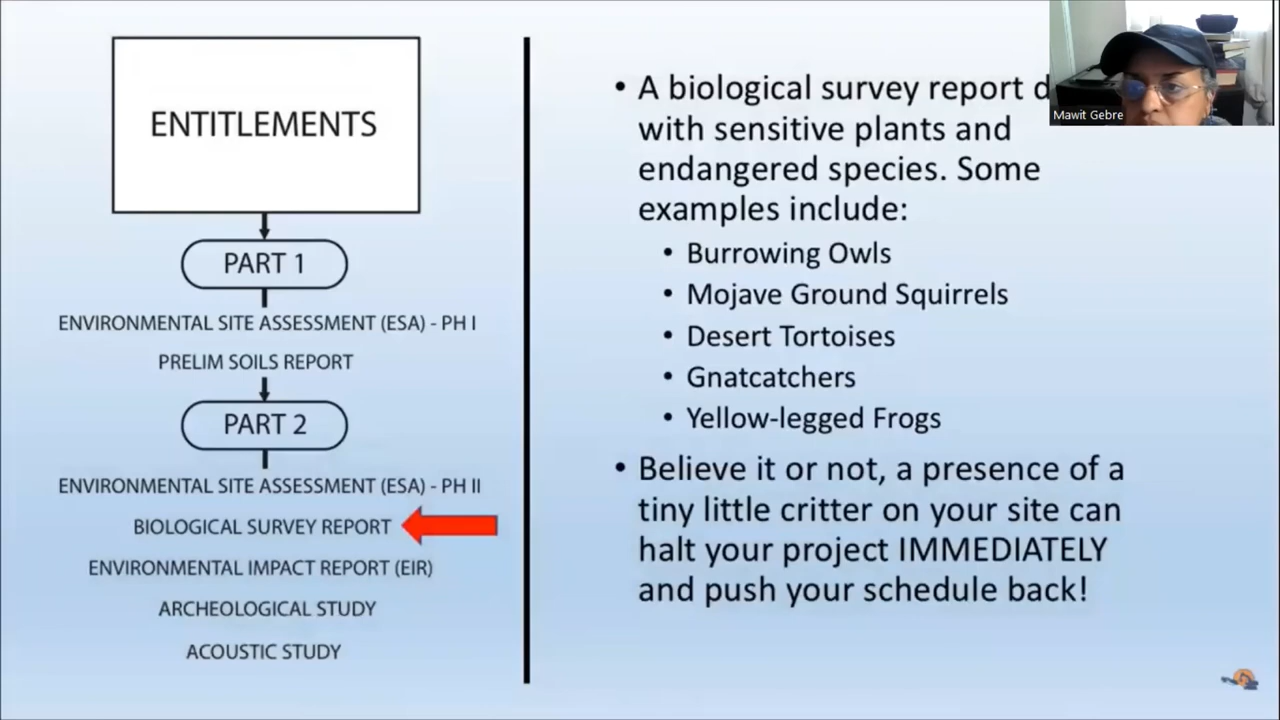 ENTITLEMENTS
PART 1
ENVIRONMENTAL SITE ASSESSMENT (ESA) - PH I
PRELIM SOILS REPORT
PART 2
ENVIRONMENTAL SITE ASSESSMENT (ESA) - PH II
BIOLOGICAL SURVEY REPORT
ENVIRONMENTAL IMPACT REPORT (EIR)
ARCHEOLOGICAL STUDY
ACOUSTIC STUDY
• A biological survey report
with sensitive plants and
endangered species. Some
examples include:
• Burrowing Owls
• Mojave Ground Squirrels
• Desert Tortoises
• Gnatcatchers
• Yellow-legged Frogs
• Believe it or not, a presence of a
tiny little critter on your site can
halt your project IMMEDIATELY
and push your schedule back!
Mawit Gebre